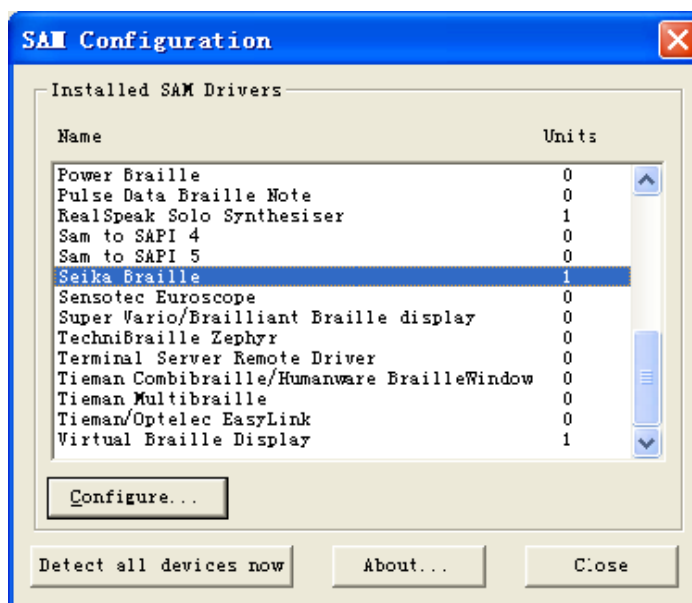 SAM Configuration
Installed SAM Drivers
Name Units
Power Braille 0
Pulse Data Braille Note 0
RealSpeak Solo Synthesiser 1
Sam to SAPI 4 0
Sam to SAPI 5 0
Seika Braille 1
Sensotec Euroscope 0
Super Vario/Brailliant Braille display 0
TechniBraille Zephyr 0
Terminal Server Remote Driver 0
Tieman Combibraille/Humanware BrailleWindow 0
Tieman Multibraille 0
Tieman/Optelec EasyLink 0
Virtual Braille Display 1
Configure...
Detect all devices now About... Close